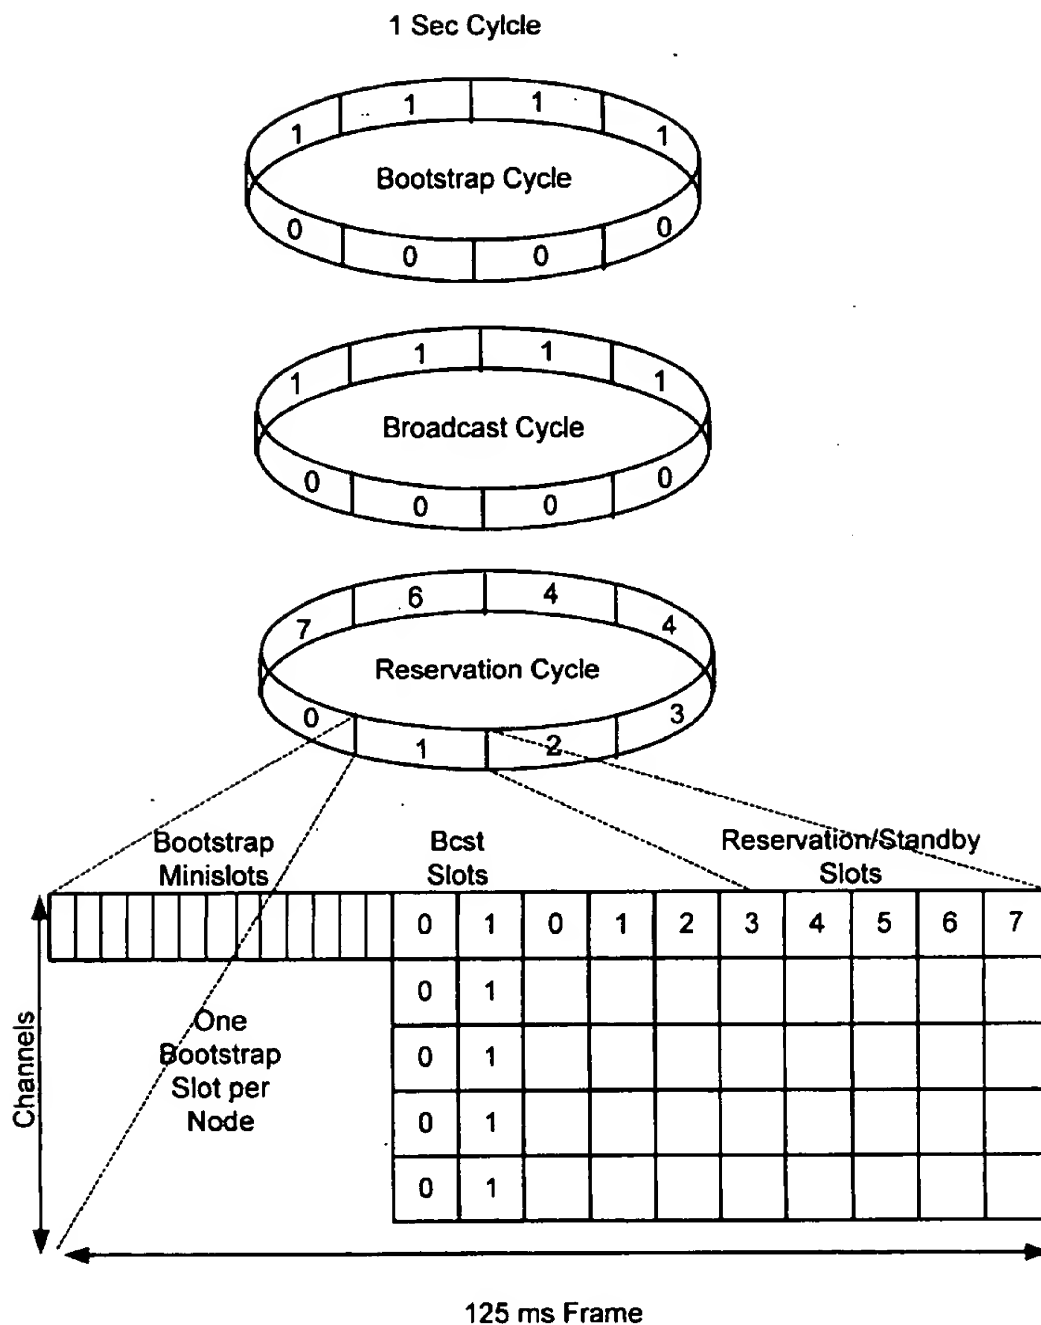 1 Sec Cylcle
1 1 1 1
Bootstrap Cycle
0 0 0 0
1 1 1 1
Broadcast Cycle
0 0 0 0
7 6 4 4
Reservation Cycle
0 1 2 3
Bootstrap
Minislots
Bcst
Slots
Reservation/Standby
Slots
0 1 0 1 2 3 4 5 6 7
0 1
0 1
0 1
0 1
One
Bootstrap
Slot per
Node
Channels
125 ms Frame